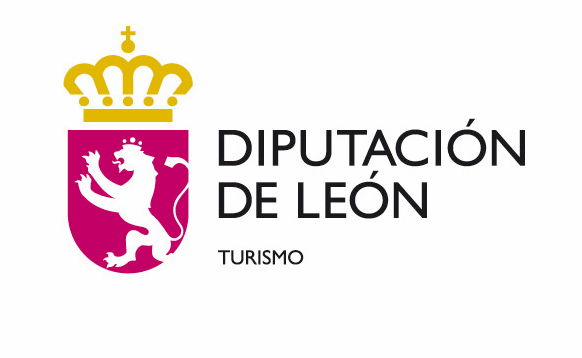 DIPUTACIÓN
DE LEÓN
TURISMO